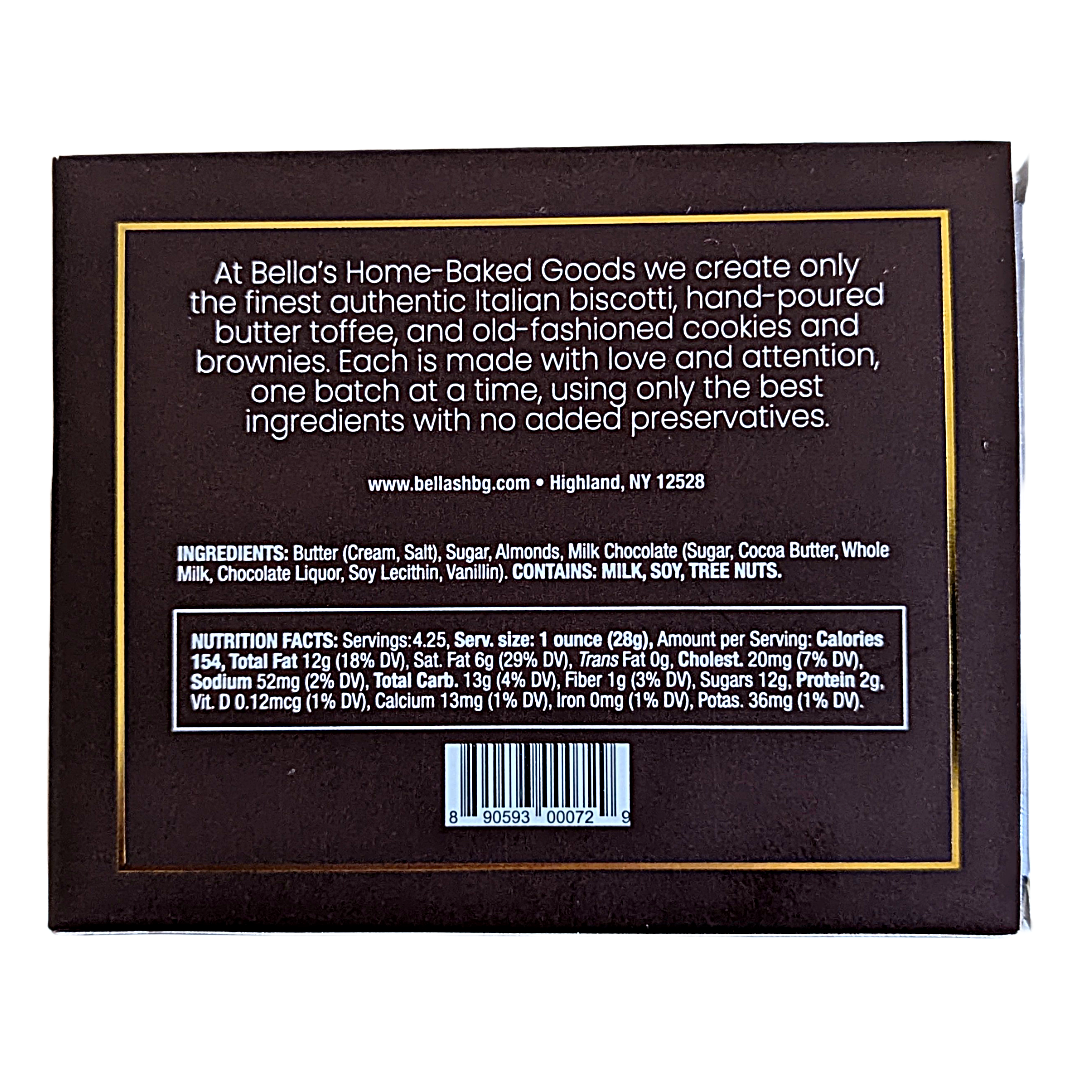 At Bella's Home-Baked Goods we create only
the finest authentic Italian biscotti, hand-poured
butter toffee, and old-fashioned cookies and
brownies. Each is made with love and attention,
one batch at a time, using only the best
ingredients with no added preservatives.
www.bellashbg.com • Highland, NY 12528
INGREDIENTS: Butter (Cream, Salt), Sugar, Almonds, Milk Chocolate (Sugar, Cocoa Butter, Whole
Milk, Chocolate Liquor, Soy Lecithin, Vanillin). CONTAINS: MILK, SOY, TREE NUTS.
NUTRITION FACTS: Servings:4.25, Serv. size: 1 ounce (28g), Amount per Serving: Calories
154, Total Fat 12g (18% DV), Sat. Fat 6g (29% DV), Trans Fat 0g, Cholest. 20mg (7% DV),
Sodium 52mg (2% DV), Total Carb. 13g (4% DV), Fiber 1g (3% DV), Sugars 12g, Protein 2g,
Vit. D 0.12mcg (1% DV), Calcium 13mg (1% DV), Iron 0mg (1% DV), Potas. 36mg (1% DV).
8 90593 00072 9